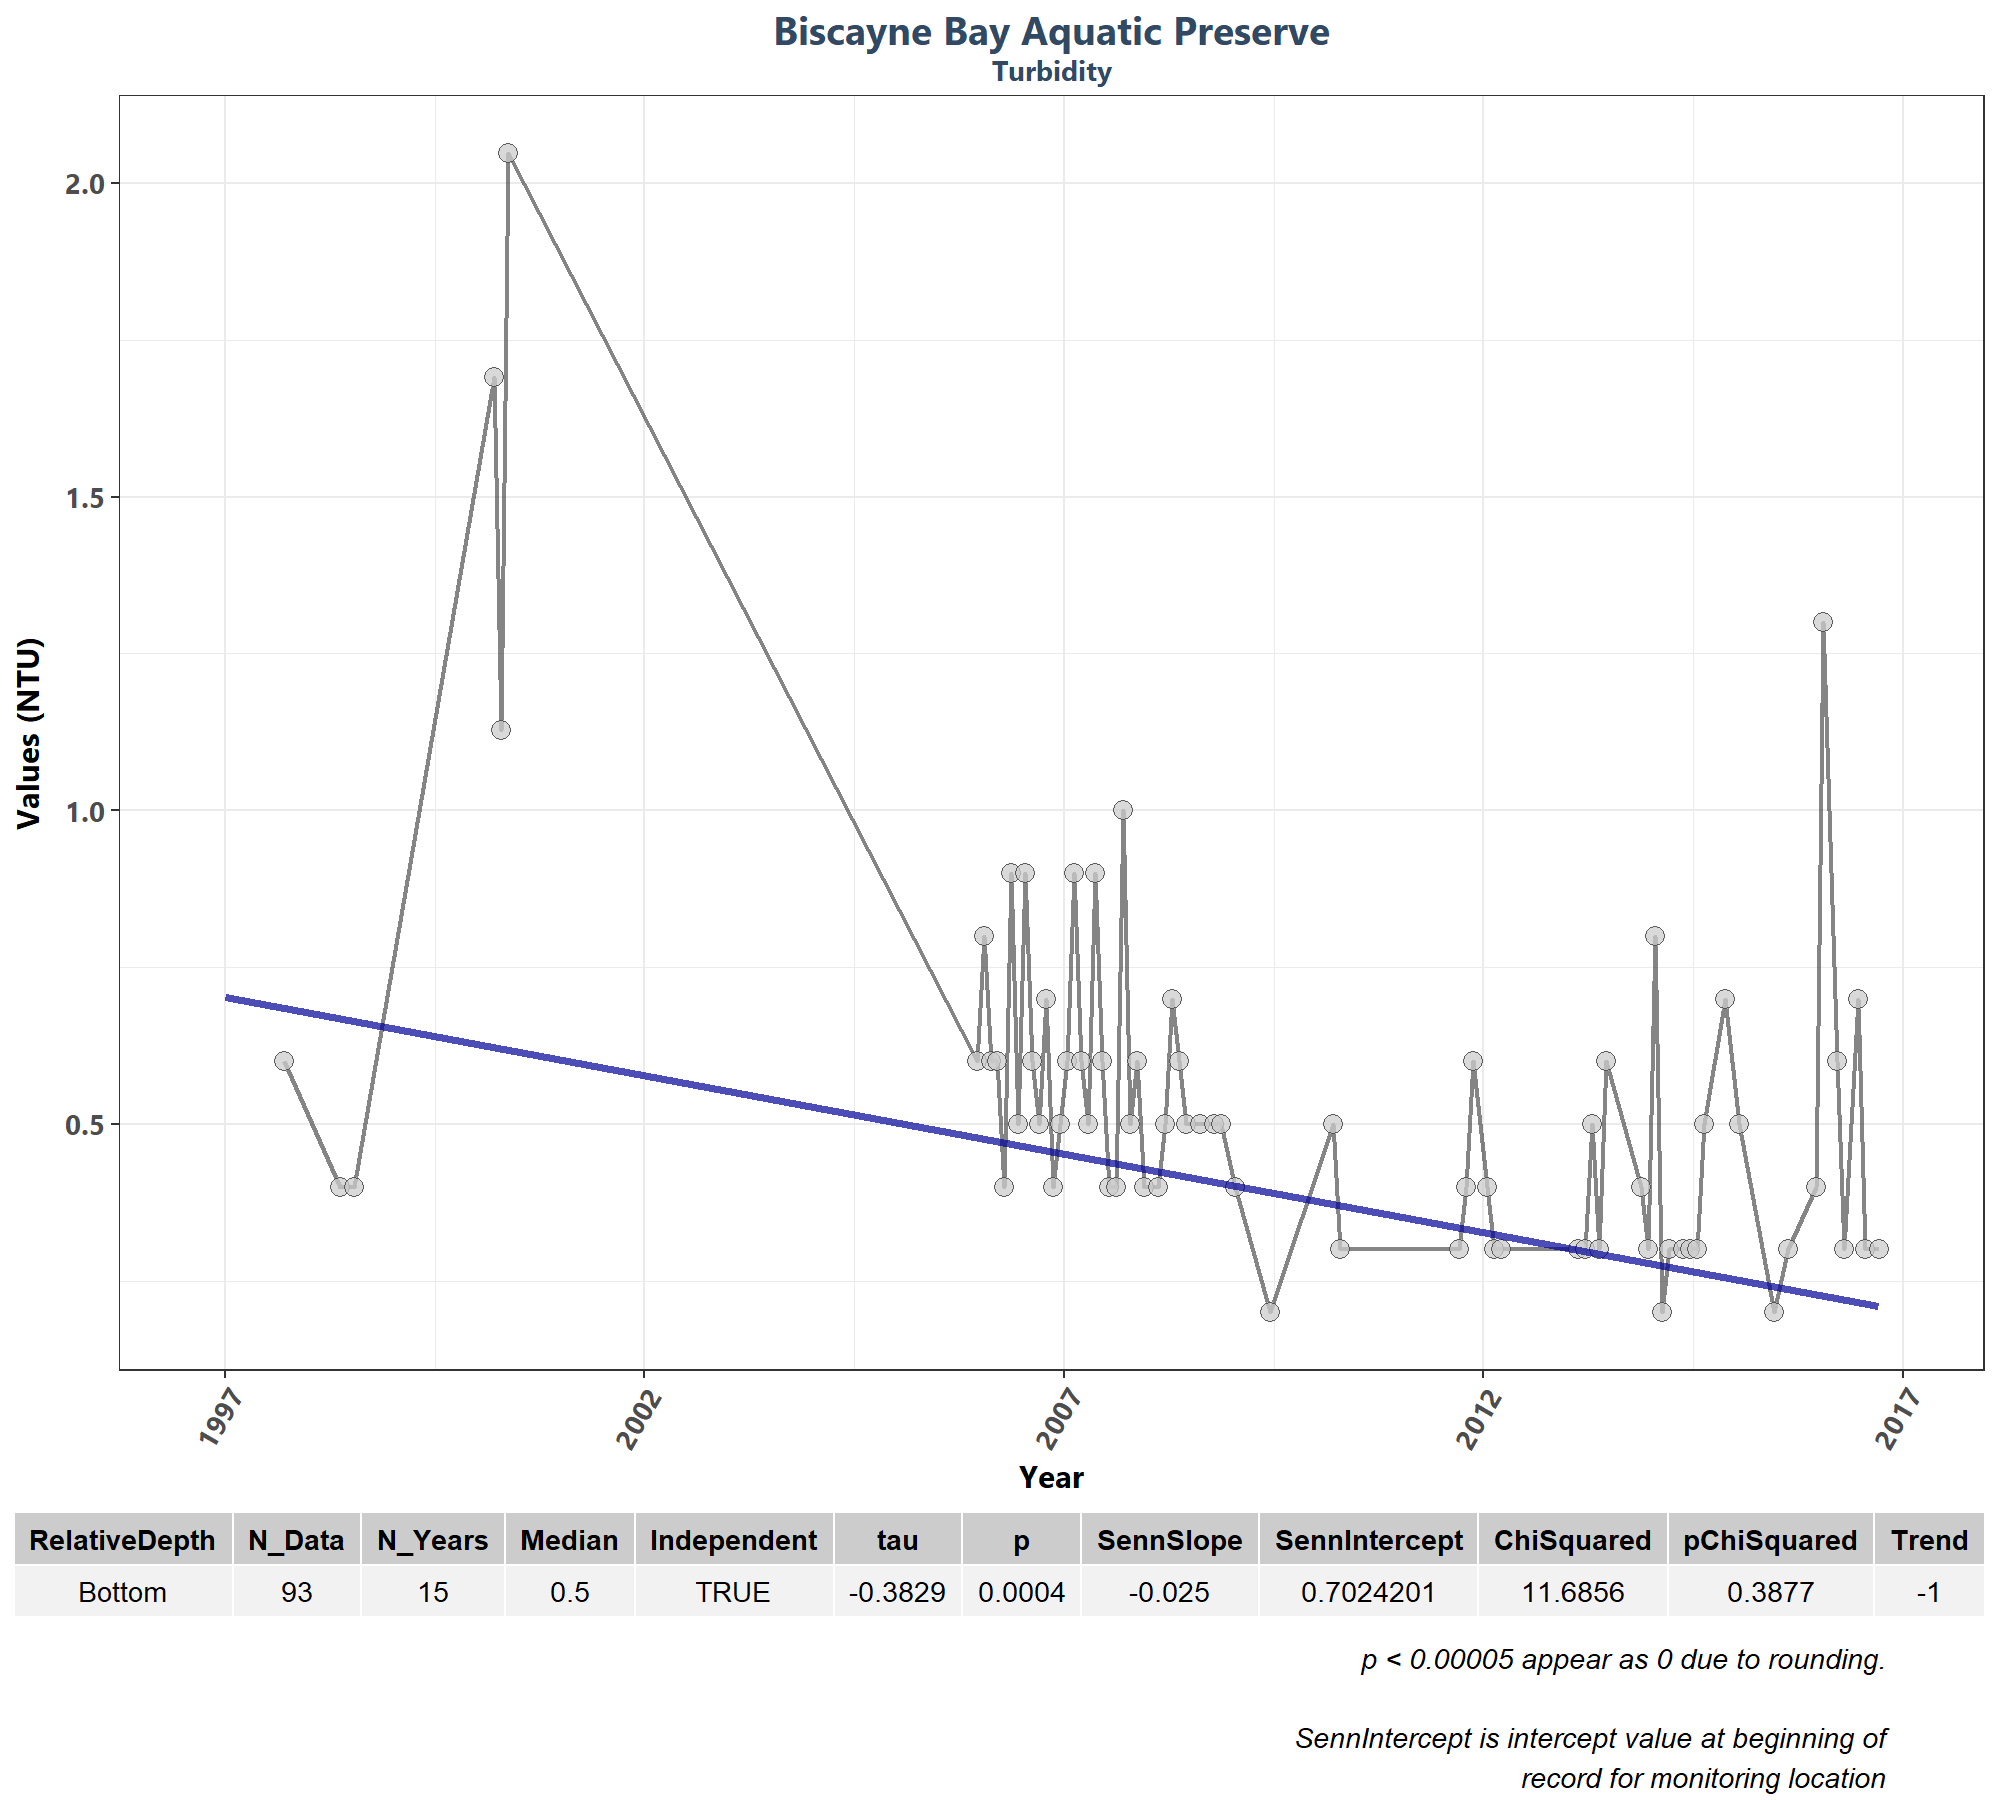 Biscayne Bay Aquatic Preserve
Turbidity
Values (NTU)
2.0
1.5
1.0
0.5
1997 2002 2007 2012 2017
Year
RelativeDepth N_Data N_Years Median Independent tau p SennSlope SennIntercept ChiSquared pChiSquared Trend
Bottom 93 15 0.5 TRUE -0.3829 0.0004 -0.025 0.7024201 11.6856 0.3877 -1
p < 0.00005 appear as 0 due to rounding.
SennIntercept is intercept value at beginning of
record for monitoring location